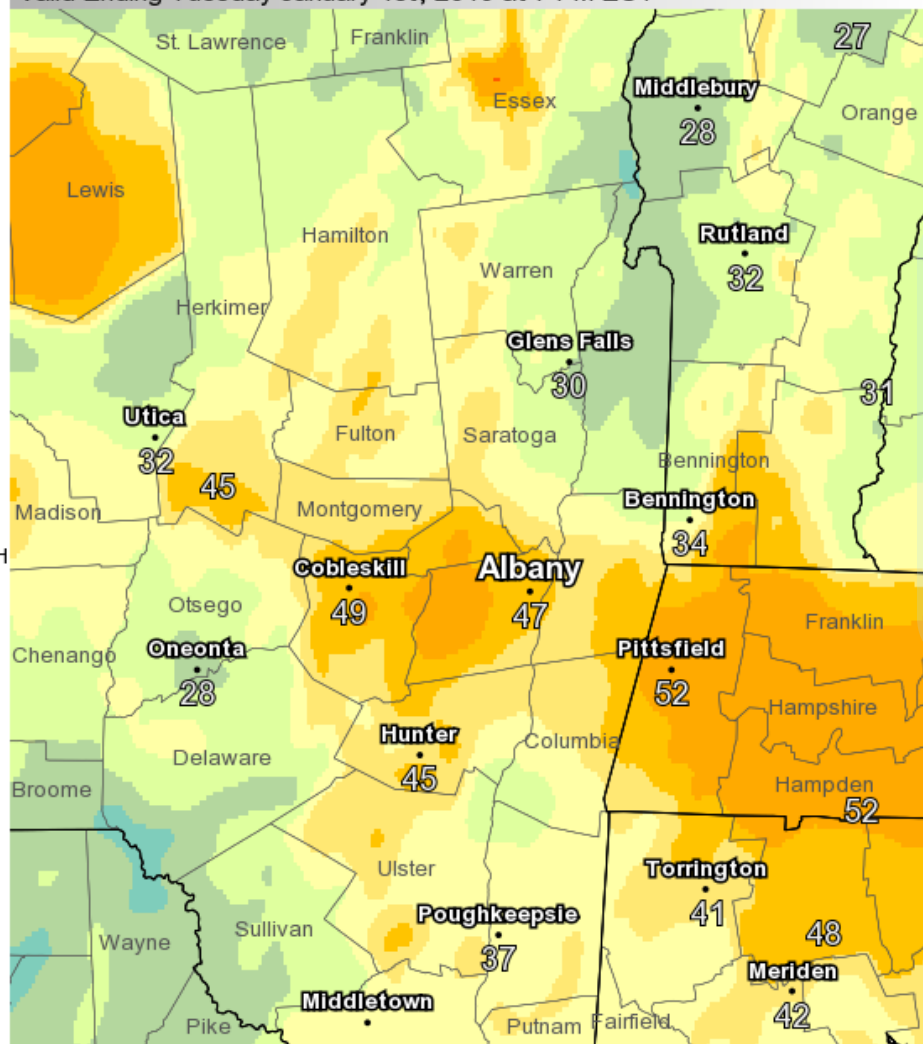 27
St. Lawrence
Franklin
Essex
Middlebury
28
Orange
Lewis
Hamilton
Rutland
32
Warren
Herkimer
Glens Falls
30
31
Utica
32
Fulton
Saratoga
45
Bennington
Madison
Montgomery
Bennington
34
H
Cobleskill
49
Albany
47
Otsego
Franklin
Chenango
Oneonta
28
Pittsfield
52
Hampshire
Hunter
45
Columbia
Delaware
Broome
Hampden
52
Ulster
Torrington
41
Poughkeepsie
37
Sullivan
Wayne
48
Meriden
42
Middletown
Pike
Putnam
Fairfield